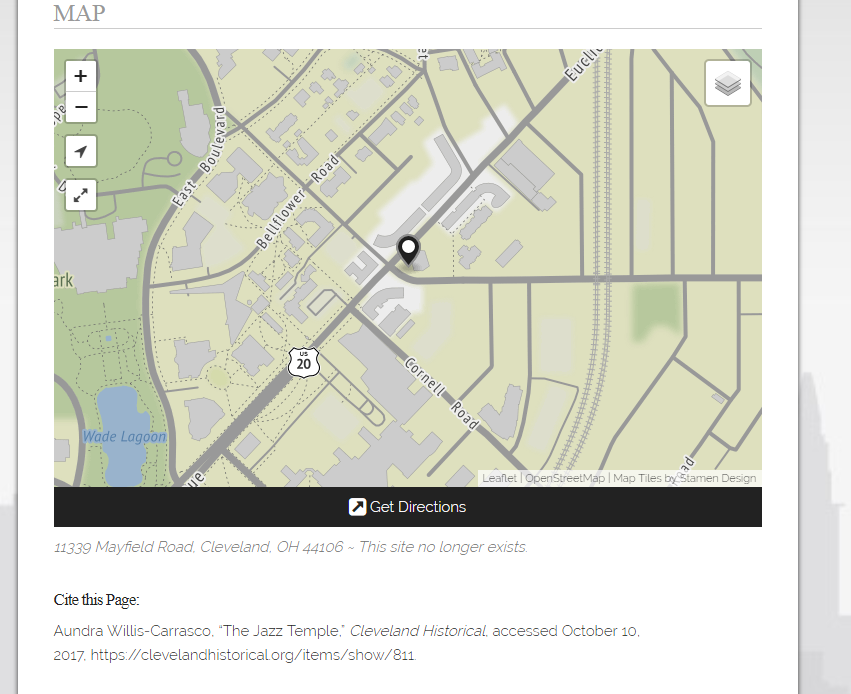 MAP
+
−
East Boulevard
Bellflower Road
Euclid
US
20
Cornell Road
ark
Wade Lagoon
ue
Leaflet | OpenStreetMap | Map Tiles by Stamen Design
Get Directions
11339 Mayfield Road, Cleveland, OH 44106 ~ This site no longer exists.
Cite this Page:
Aundra Willis-Carrasco, “The Jazz Temple,” Cleveland Historical, accessed October 10,
2017, https://clevelandhistorical.org/items/show/811.